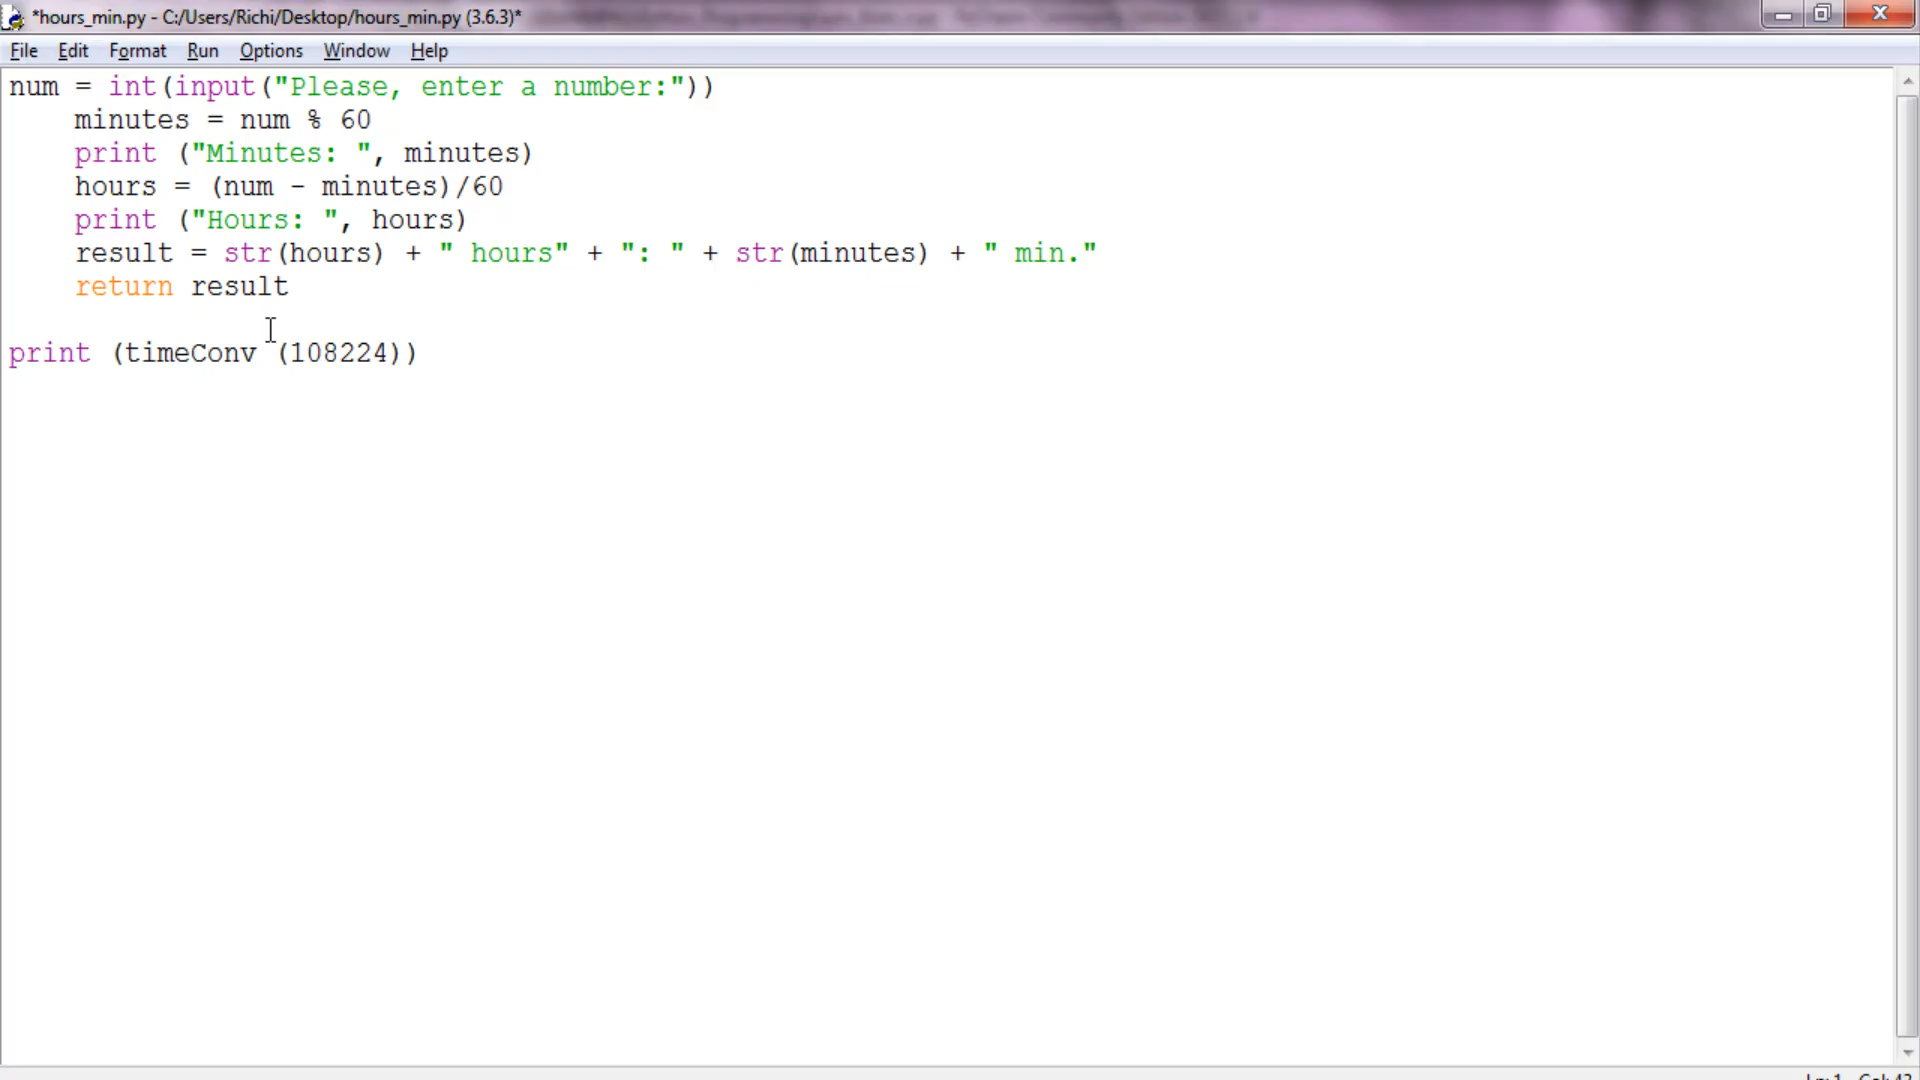 *hours_min.py - C:/Users/Richi/Desktop/hours_min.py (3.6.3)*
File Edit Format Run Options Window Help
num = int(input("Please, enter a number:"))
    minutes = num % 60
    print ("Minutes: ", minutes)
    hours = (num - minutes)/60
    print ("Hours: ", hours)
    result = str(hours) + " hours" + ": " + str(minutes) + " min."
    return result
print (timeConv (108224))